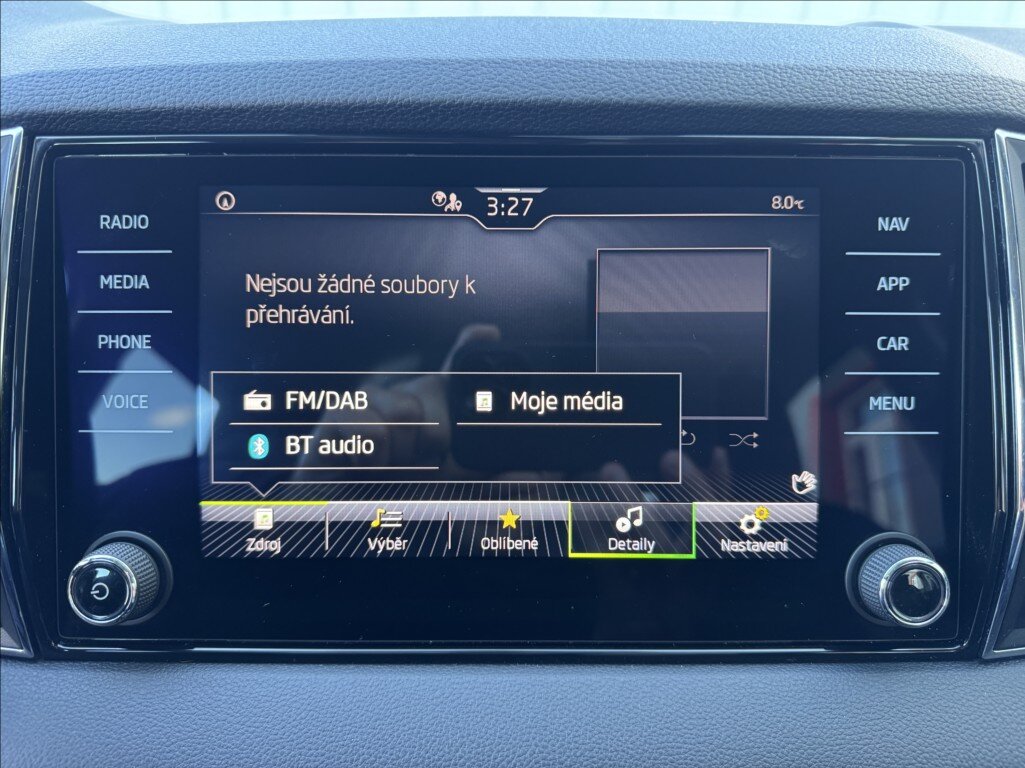 RADIO
MEDIA
PHONE
VOICE
3:27
8.0°C
Nejsou žádné soubory k
přehrávání.
FM/DAB
Moje média
BT audio
Zdroj
Výběr
Oblíbené
Detaily
Nastavení
NAV
APP
CAR
MENU